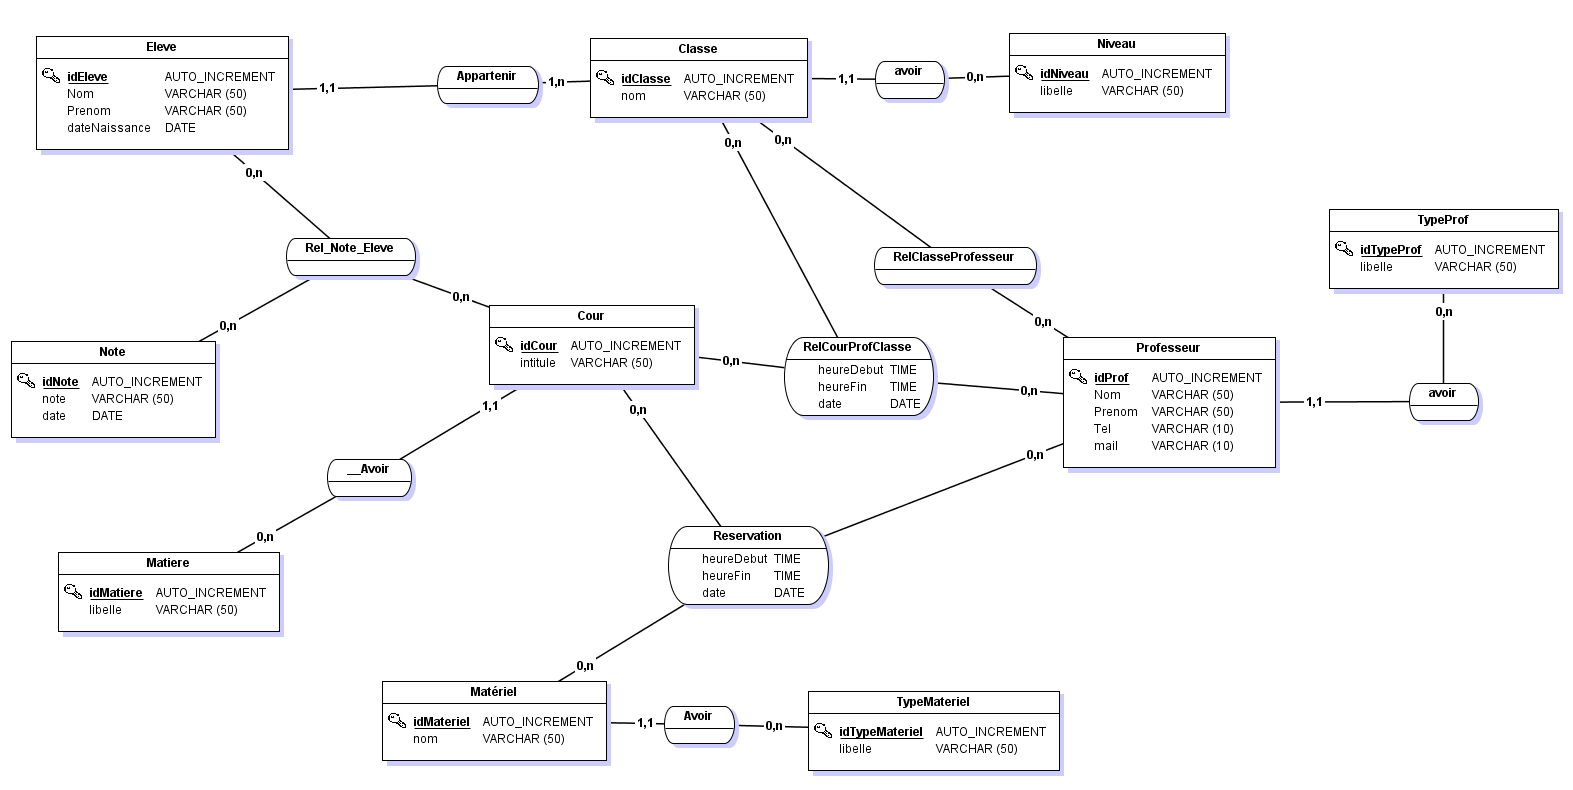 Eleve
idEleve AUTO_INCREMENT
Nom VARCHAR (50)
Prenom VARCHAR (50)
dateNaissance DATE
1,1
Appartenir
1,n
Classe
idClasse AUTO_INCREMENT
nom VARCHAR (50)
1,1
avoir
0,n
Niveau
idNiveau AUTO_INCREMENT
libelle VARCHAR (50)
0,n
0,n
0,n
Rel_Note_Eleve
0,n
0,n
RelClasseProfesseur
0,n
TypeProf
idTypeProf AUTO_INCREMENT
libelle VARCHAR (50)
0,n
Note
idNote AUTO_INCREMENT
note VARCHAR (50)
date DATE
Cour
idCour AUTO_INCREMENT
intitule VARCHAR (50)
0,n
RelCourProfClasse
heureDebut TIME
heureFin TIME
date DATE
0,n
Professeur
idProf AUTO_INCREMENT
Nom VARCHAR (50)
Prenom VARCHAR (50)
Tel VARCHAR (10)
mail VARCHAR (10)
1,1
avoir
1,1
0,n
0,n
__Avoir
0,n
Matiere
idMatiere AUTO_INCREMENT
libelle VARCHAR (50)
Reservation
heureDebut TIME
heureFin TIME
date DATE
0,n
Matériel
idMateriel AUTO_INCREMENT
nom VARCHAR (50)
1,1
Avoir
0,n
TypeMateriel
idTypeMateriel AUTO_INCREMENT
libelle VARCHAR (50)